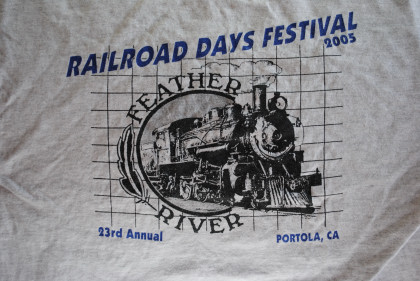 RAILROAD DAYS FESTIVAL
2005
FEATHER
RIVER
23rd Annual
PORTOLA, CA